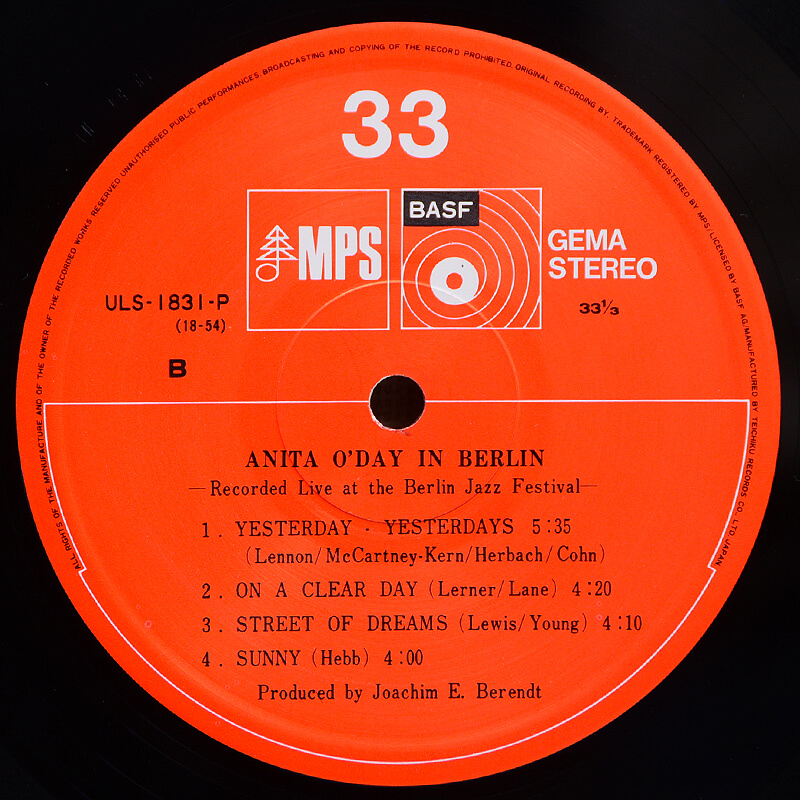 ALL RIGHTS OF THE MANUFACTURE AND OF THE OWNER OF THE RECORDED WORKS RESERVED UNAUTHORISED PUBLIC PERFORMANCES, BROADCASTING AND COPYING OF THE RECORD PROHIBITED. ORIGINAL RECORDING BY, TRADEMARK REGISTERED BY MPS/LICENSED BY BASF AG/MANUFACTURED BY TEICHIKU RECORDS CO., LTD. JAPAN
33
MPS
BASF
GEMA
STEREO
ULS-1831-P
(18-54)
33⅓
B
ANITA O'DAY IN BERLIN
—Recorded Live at the Berlin Jazz Festival—
1. YESTERDAY - YESTERDAYS 5:35
(Lennon/McCartney-Kern/Herbach/Cohn)
2. ON A CLEAR DAY (Lerner/Lane) 4:20
3. STREET OF DREAMS (Lewis/Young) 4:10
4. SUNNY (Hebb) 4:00
Produced by Joachim E. Berendt